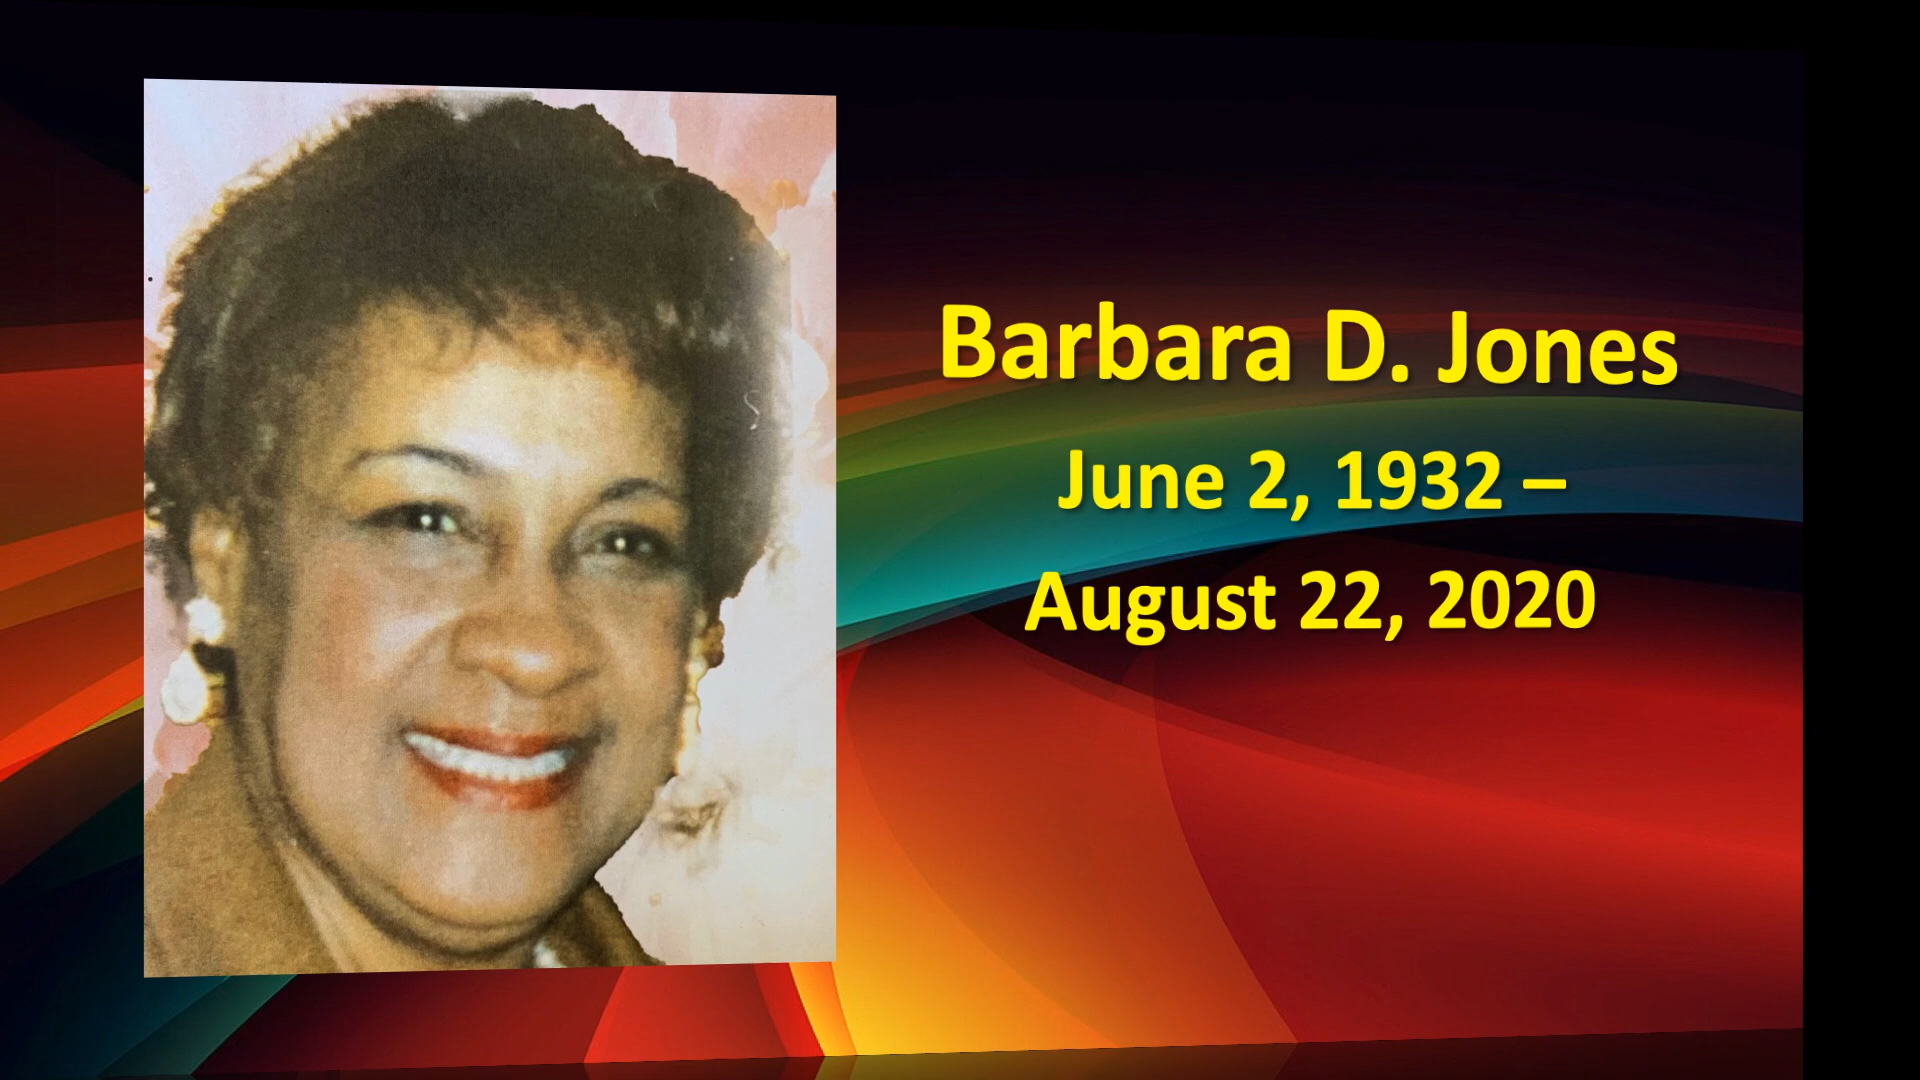 Barbara D. Jones
June 2, 1932 –
August 22, 2020